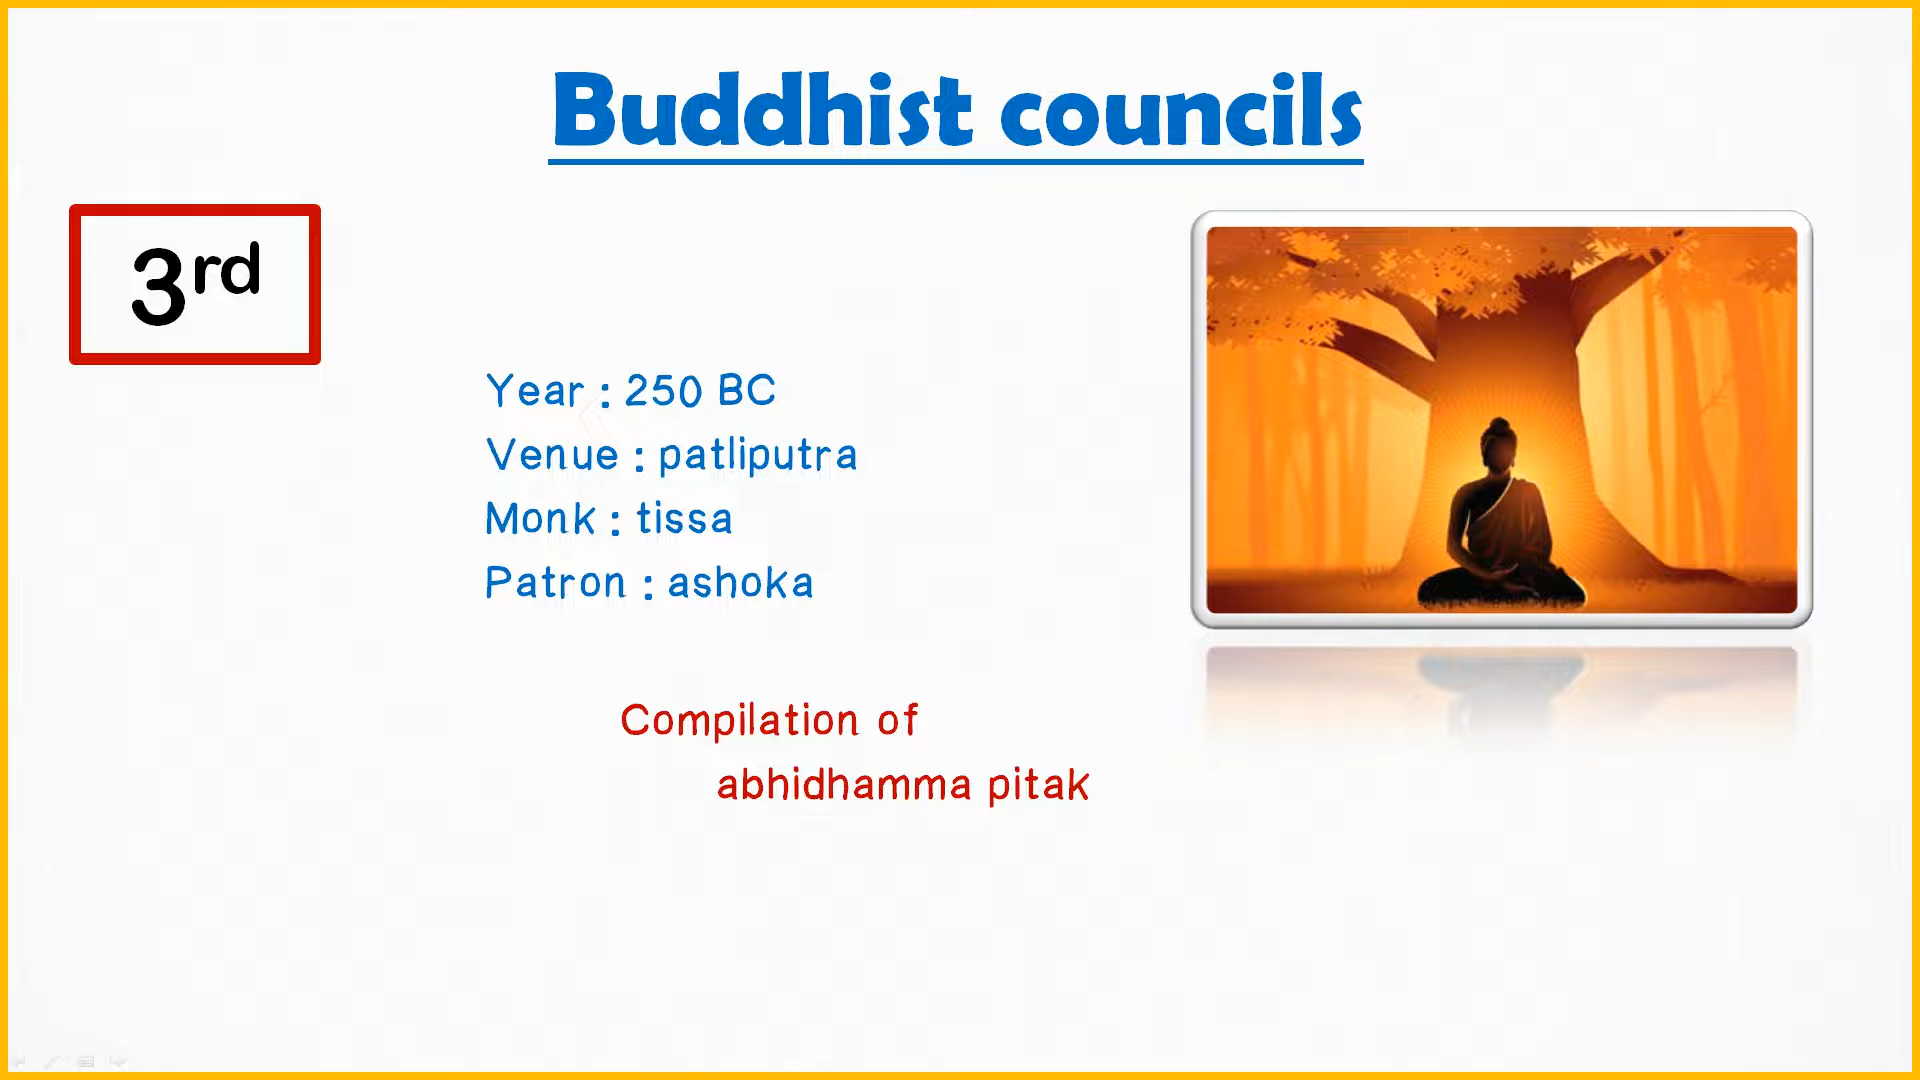 Buddhist councils
3rd
Year : 250 BC
Venue : patliputra
Monk : tissa
Patron : ashoka
Compilation of
abhidhamma pitak